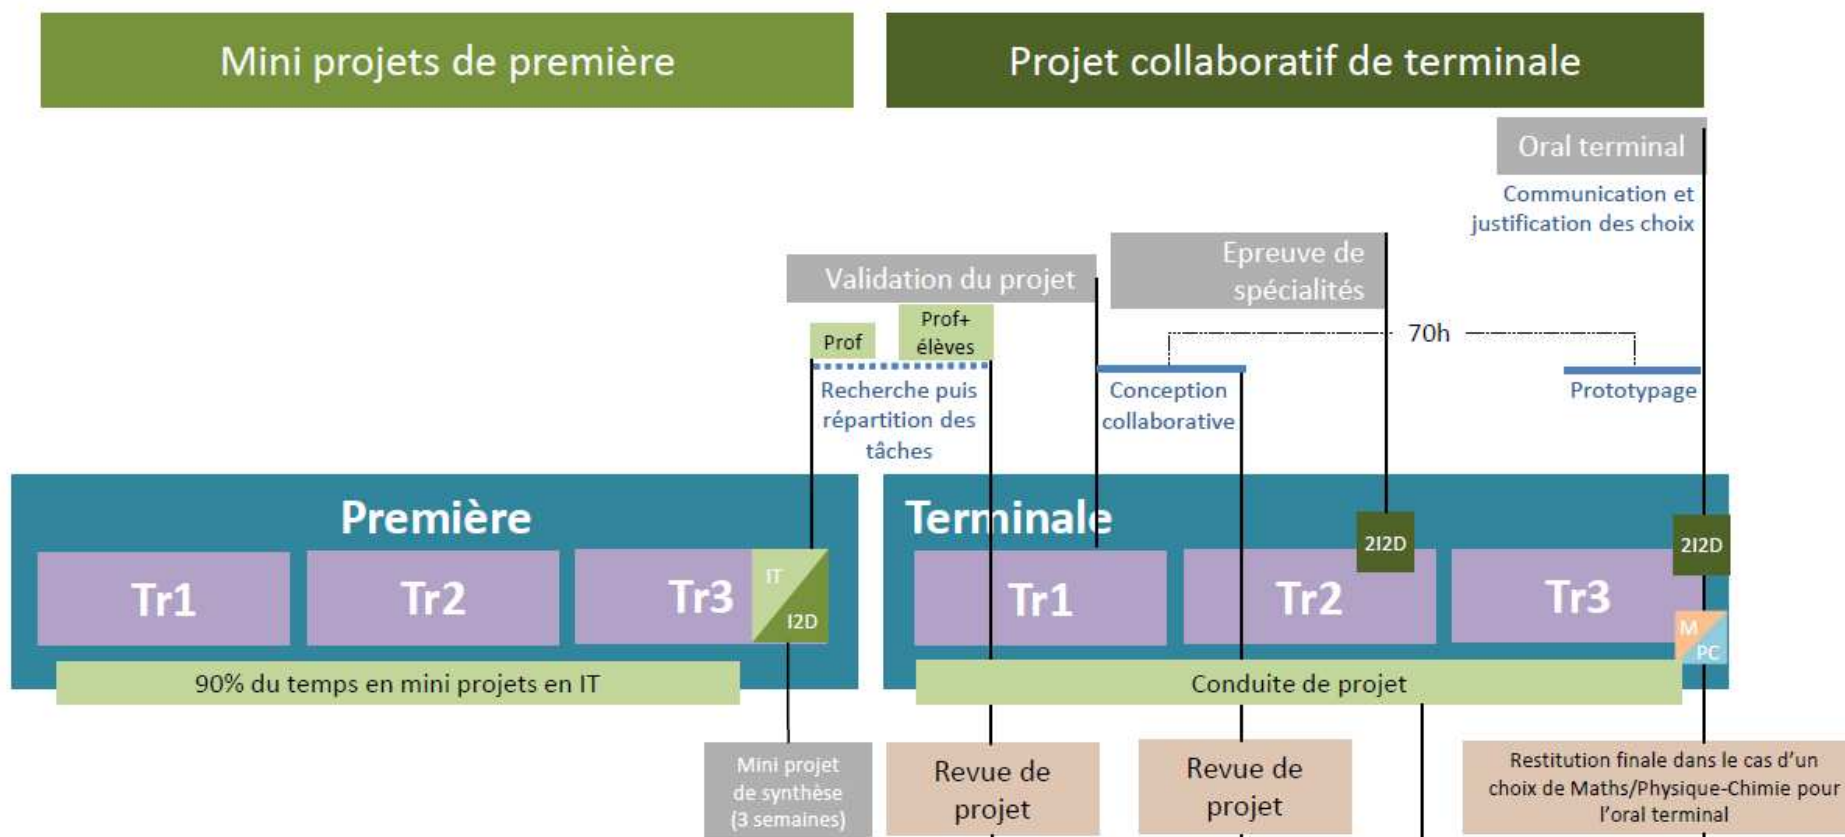 Mini projets de première
Projet collaboratif de terminale
Oral terminal
Communication et
justification des choix
Epreuve de
spécialités
Validation du projet
Prof+
élèves
Prof
70h
Recherche puis
répartition des
tâches
Conception
collaborative
Prototypage
Première
Terminale
Tr1
Tr2
Tr3
IT
I2D
Tr1
Tr2
2I2D
Tr3
2I2D
M
PC
90% du temps en mini projets en IT
Conduite de projet
Mini projet
de synthèse
(3 semaines)
Revue de
projet
Revue de
projet
Restitution finale dans le cas d'un
choix de Maths/Physique-Chimie pour
l'oral terminal